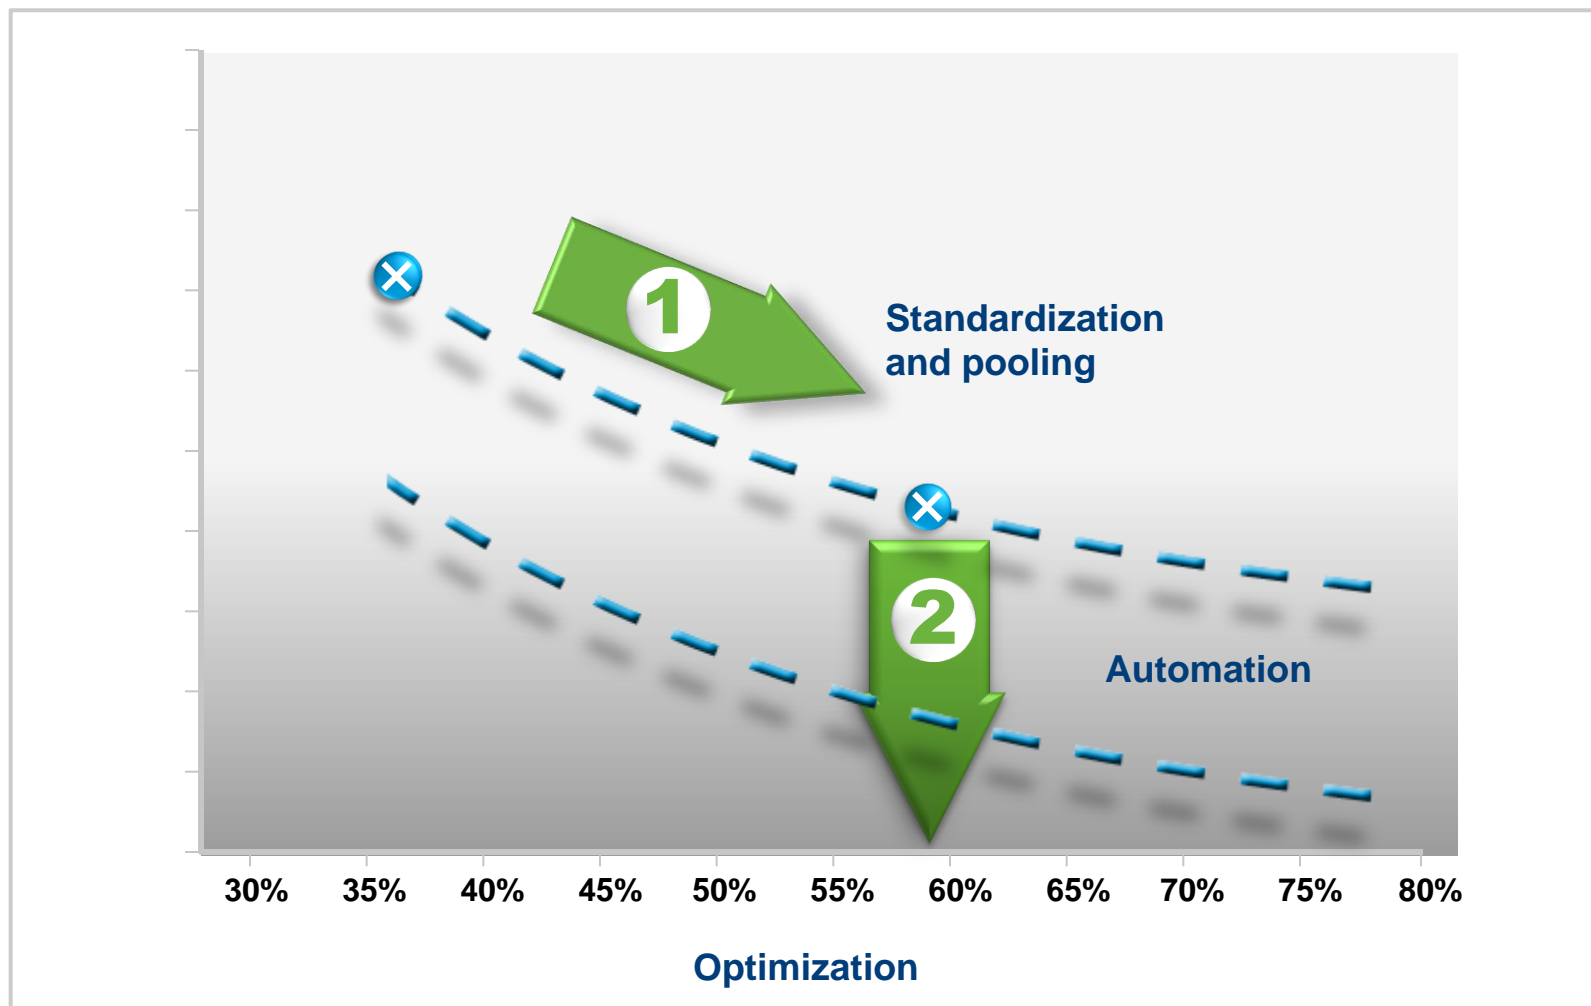 1
Standardization
and pooling
2
Automation
30% 35% 40% 45% 50% 55% 60% 65% 70% 75% 80%
Optimization